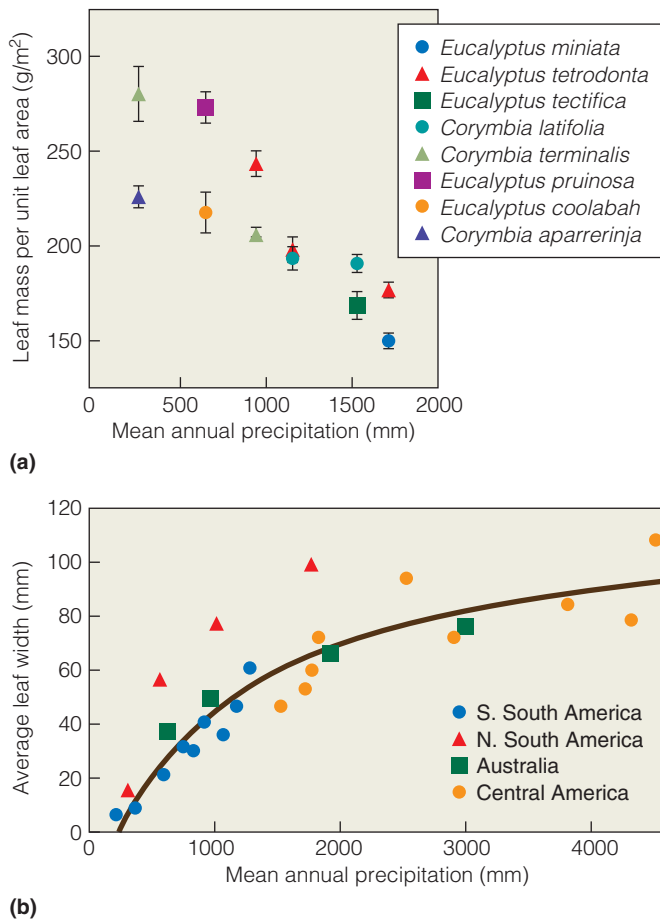 Leaf mass per unit leaf area (g/m²)
300
250
200
150
0
500
1000
1500
2000
Mean annual precipitation (mm)
Eucalyptus miniata
Eucalyptus tetrodonta
Eucalyptus tectifica
Corymbia latifolia
Corymbia terminalis
Eucalyptus pruinosa
Eucalyptus coolabah
Corymbia aparrerinja
(a)
Average leaf width (mm)
120
100
80
60
40
20
0
0
1000
2000
3000
4000
Mean annual precipitation (mm)
S. South America
N. South America
Australia
Central America
(b)